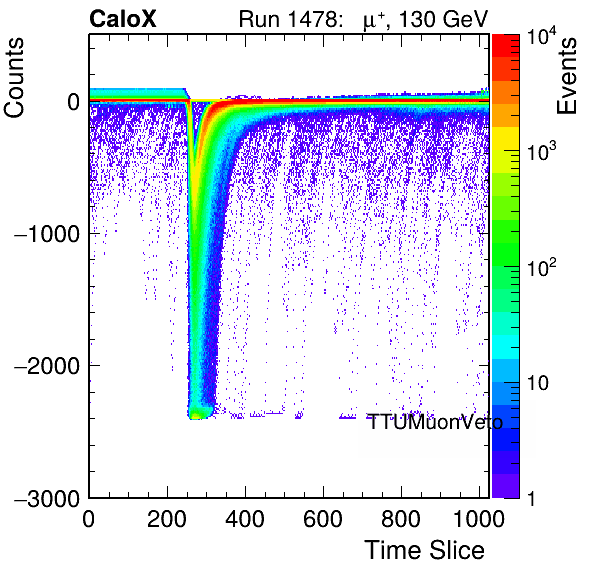 CaloX Run 1478: μ⁺, 130 GeV
Counts
Events
0
−1000
−2000
−3000
0 200 400 600 800 1000
Time Slice
10⁴
10³
10²
10
1
TTUMuonVeto